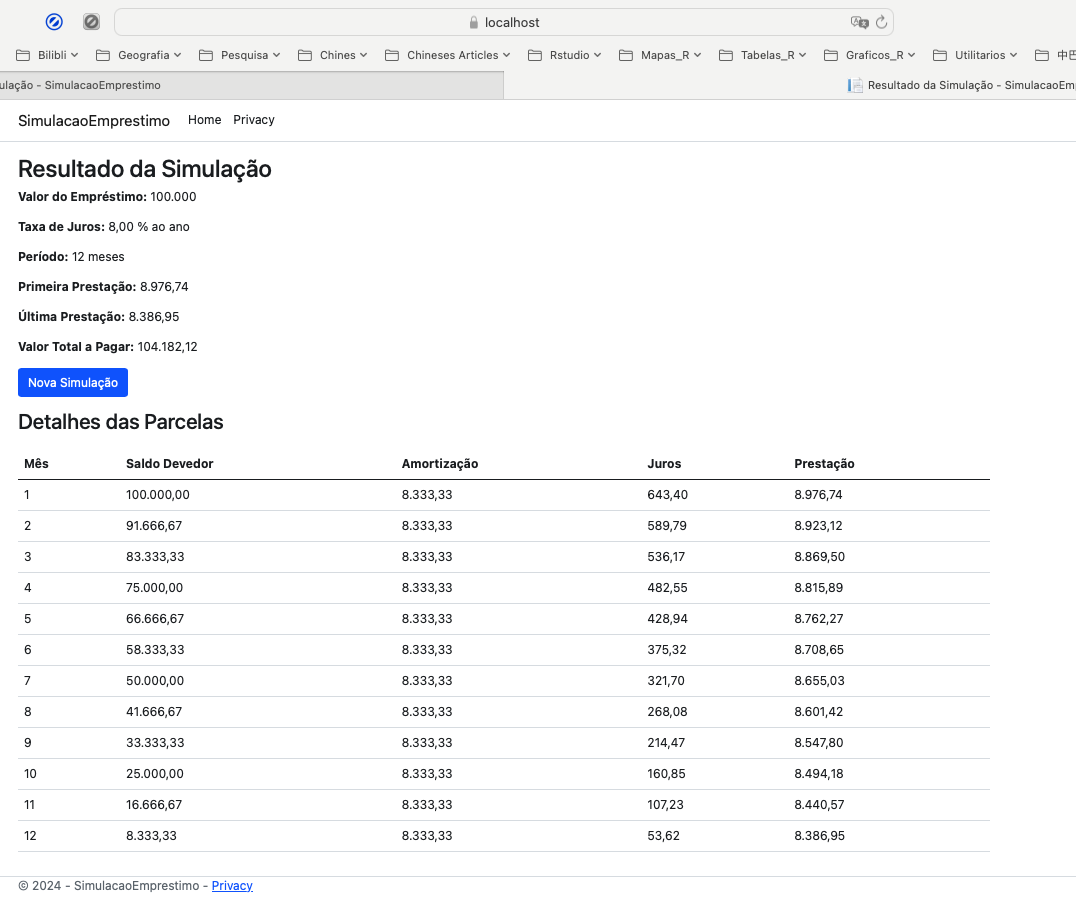 localhost
Bilibli Geografia Pesquisa Chines Chineses Articles Rstudio Mapas_R Tabelas_R Graficos_R Utilitarios 中巴
ulação - SimulacaoEmprestimo Resultado da Simulação - SimulacaoEm
SimulacaoEmprestimo Home Privacy
Resultado da Simulação
Valor do Empréstimo: 100.000
Taxa de Juros: 8,00 % ao ano
Período: 12 meses
Primeira Prestação: 8.976,74
Última Prestação: 8.386,95
Valor Total a Pagar: 104.182,12
Nova Simulação
Detalhes das Parcelas
Mês Saldo Devedor Amortização Juros Prestação
1 100.000,00 8.333,33 643,40 8.976,74
2 91.666,67 8.333,33 589,79 8.923,12
3 83.333,33 8.333,33 536,17 8.869,50
4 75.000,00 8.333,33 482,55 8.815,89
5 66.666,67 8.333,33 428,94 8.762,27
6 58.333,33 8.333,33 375,32 8.708,65
7 50.000,00 8.333,33 321,70 8.655,03
8 41.666,67 8.333,33 268,08 8.601,42
9 33.333,33 8.333,33 214,47 8.547,80
10 25.000,00 8.333,33 160,85 8.494,18
11 16.666,67 8.333,33 107,23 8.440,57
12 8.333,33 8.333,33 53,62 8.386,95
© 2024 - SimulacaoEmprestimo - Privacy